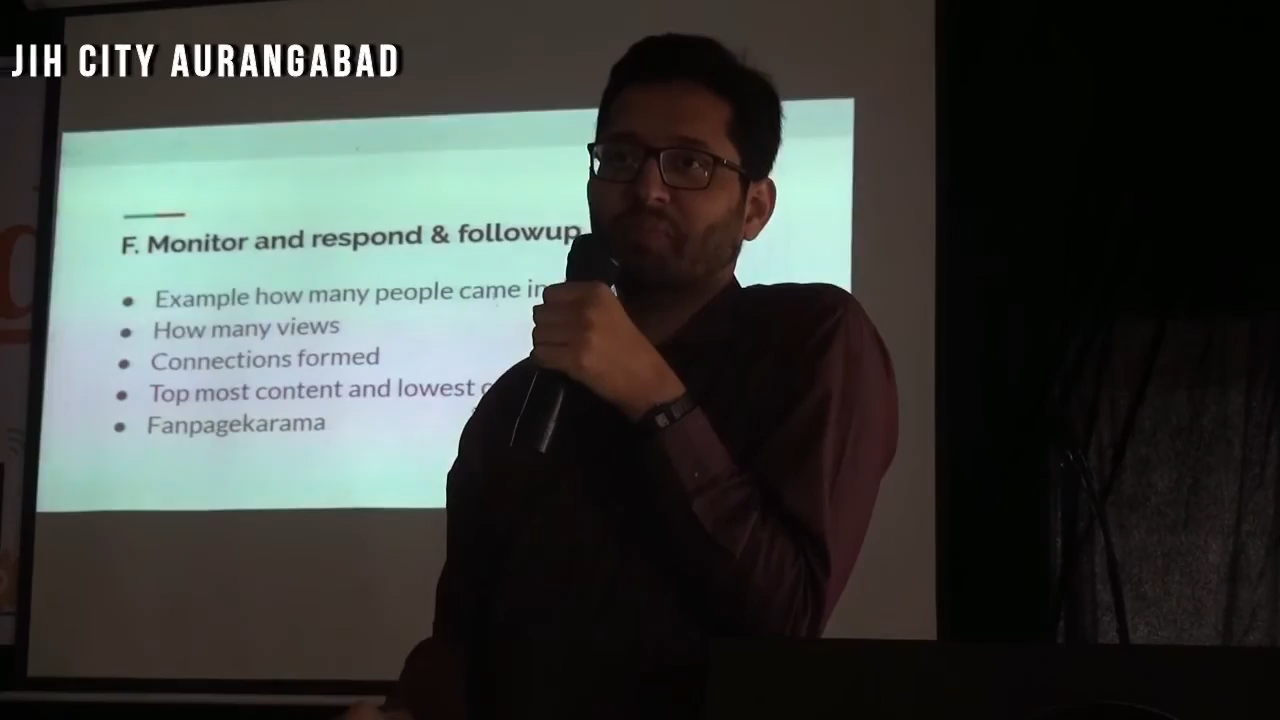 JIH CITY AURANGABAD
F. Monitor and respond & followup
Example how many people came in
How many views
Connections formed
Top most content and lowest
Fanpagekarama